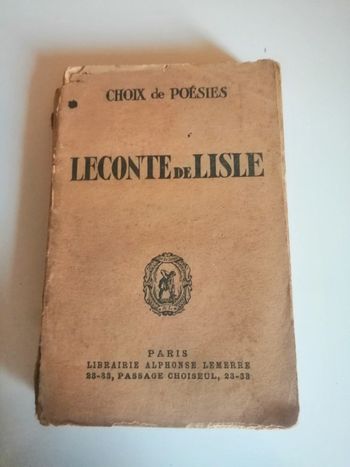 CHOIX de POÉSIES
LECONTE DE LISLE
PARIS
LIBRAIRIE ALPHONSE LEMERRE
23-33, PASSAGE CHOISEUL, 23-33